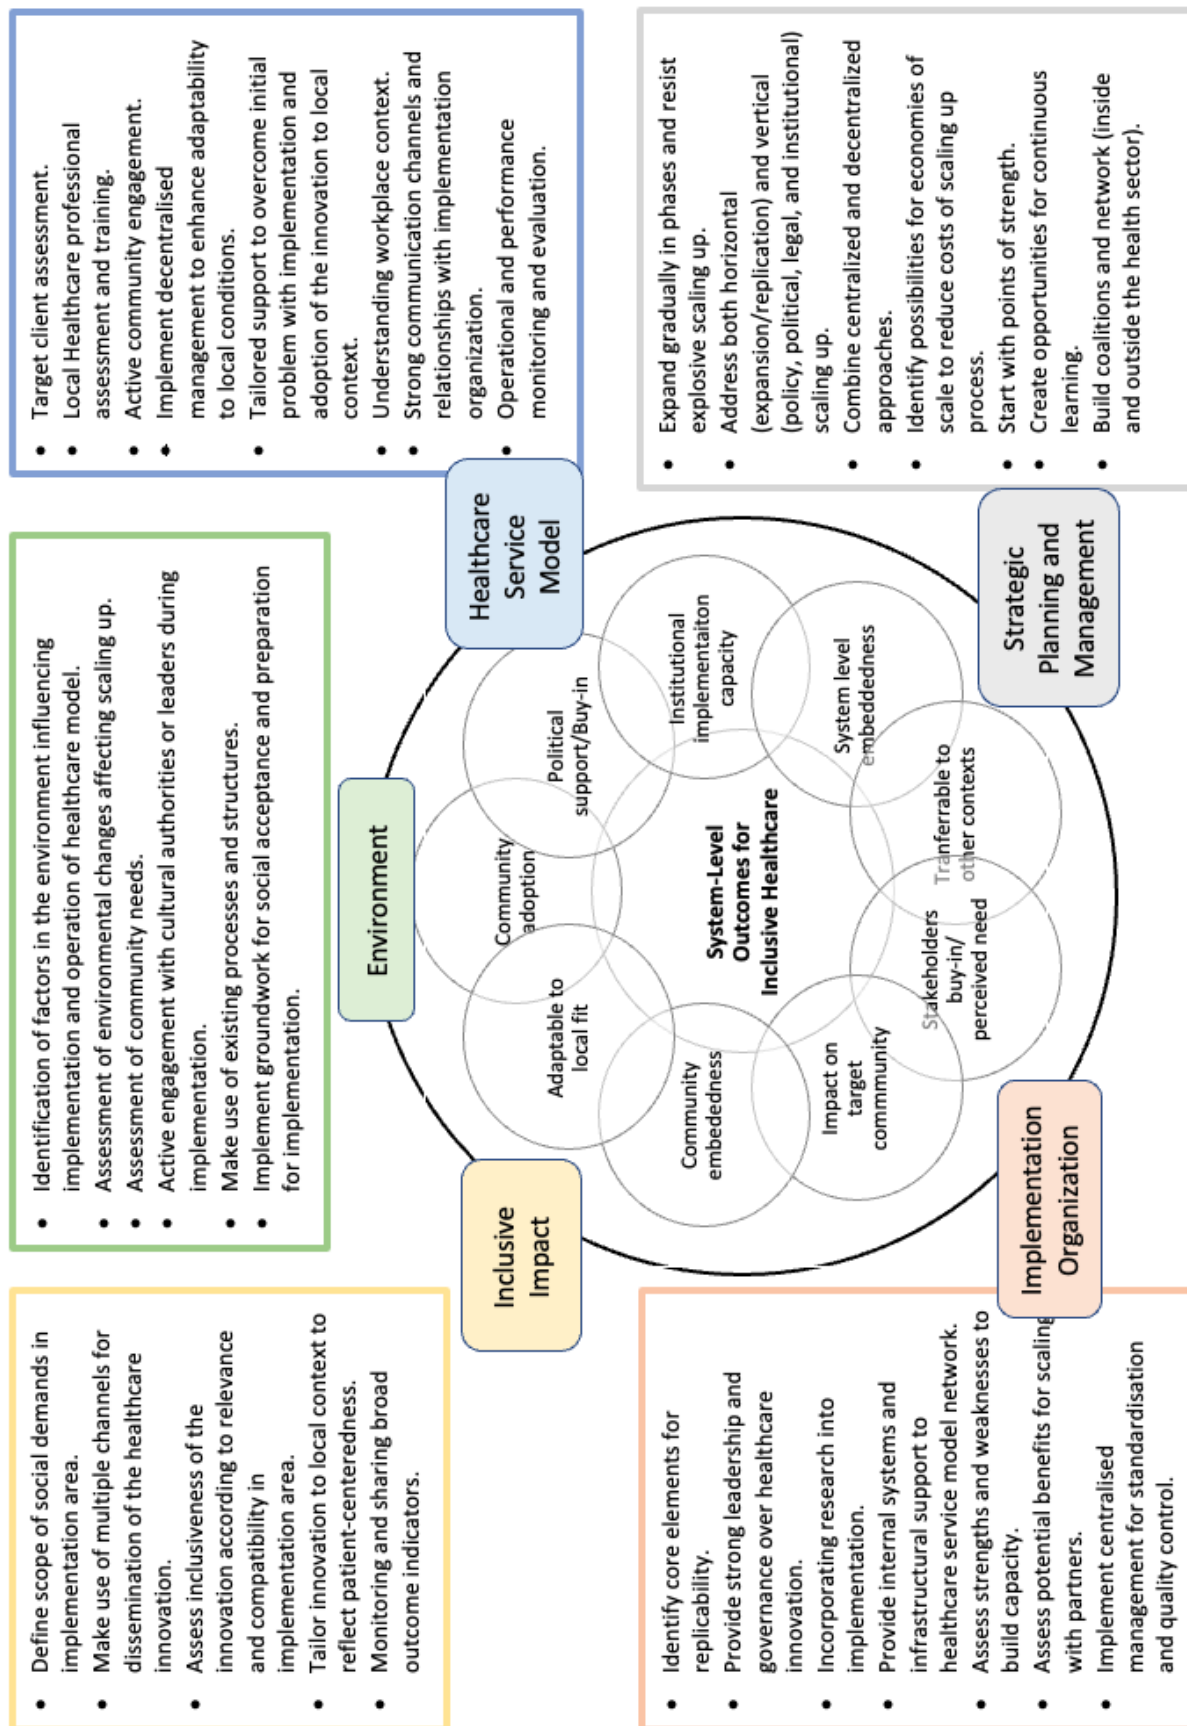 Define scope of social demands in
implementation area.
Make use of multiple channels for
dissemination of the healthcare
innovation.
Assess inclusiveness of the
innovation according to relevance
and compatibility in
implementation area.
Tailor innovation to local context to
reflect patient-centeredness.
Monitoring and sharing broad
outcome indicators.
Inclusive
Impact
Identification of factors in the environment influencing
implementation and operation of healthcare model.
Assessment of environmental changes affecting scaling up.
Assessment of community needs.
Active engagement with cultural authorities or leaders during
implementation.
Make use of existing processes and structures.
Implement groundwork for social acceptance and preparation
for implementation.
Environment
Target client assessment.
Local Healthcare professional
assessment and training.
Active community engagement.
Implement decentralised
management to enhance adaptability
to local conditions.
Tailored support to overcome initial
problem with implementation and
adoption of the innovation to local
context.
Understanding workplace context.
Strong communication channels and
relationships with implementation
organization.
Operational and performance
monitoring and evaluation.
Healthcare
Service
Model
Community
adoption
Adaptable to
local fit
Political
support/Buy-in
Community
embededness
Institutional
implementaiton
capacity
System-Level
Outcomes for
Inclusive Healthcare
Impact on
target
community
System level
embededness
Stakeholders
buy-in/
perceived need
Tranferrable to
other contexts
Identify core elements for
replicability.
Provide strong leadership and
governance over healthcare
innovation.
Incorporating research into
implementation.
Provide internal systems and
infrastructural support to
healthcare service model network.
Assess strengths and weaknesses to
build capacity.
Assess potential benefits for scaling
with partners.
Implement centralised
management for standardisation
and quality control.
Implementation
Organization
Expand gradually in phases and resist
explosive scaling up.
Address both horizontal
(expansion/replication) and vertical
(policy, political, legal, and institutional)
scaling up.
Combine centralized and decentralized
approaches.
Identify possibilities for economies of
scale to reduce costs of scaling up
process.
Start with points of strength.
Create opportunities for continuous
learning.
Build coalitions and network (inside
and outside the health sector).
Strategic
Planning and
Management